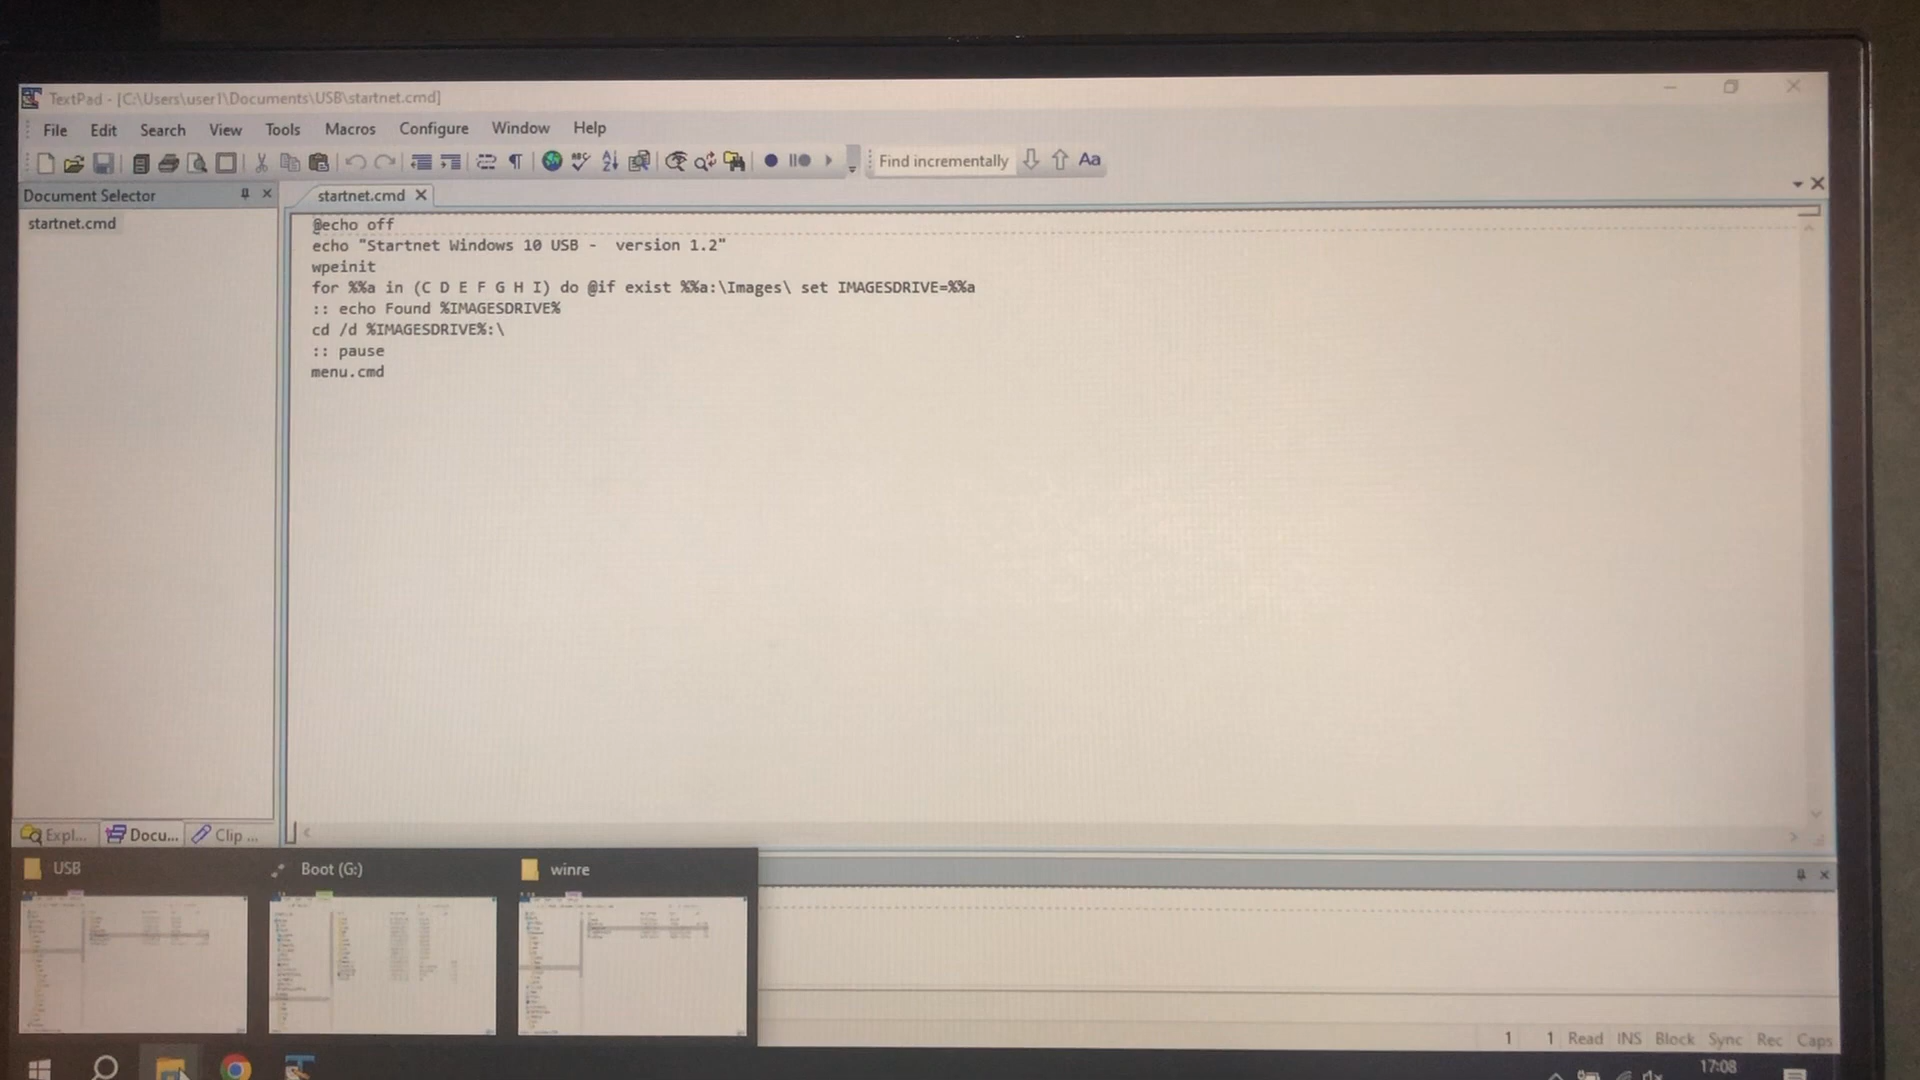 TextPad - [C:\Users\user1\Documents\USB\startnet.cmd]
File Edit Search View Tools Macros Configure Window Help
Find incrementally Aa
Document Selector
startnet.cmd
startnet.cmd
@echo off
echo "Startnet Windows 10 USB -  version 1.2"
wpeinit
for %%a in (C D E F G H I) do @if exist %%a:\Images\ set IMAGESDRIVE=%%a
:: echo Found %IMAGESDRIVE%
cd /d %IMAGESDRIVE%:\
:: pause
menu.cmd
Expl... Docu... Clip ...
USB
Boot (G:)
winre
1 1 Read INS Block Sync Rec Caps
17:08